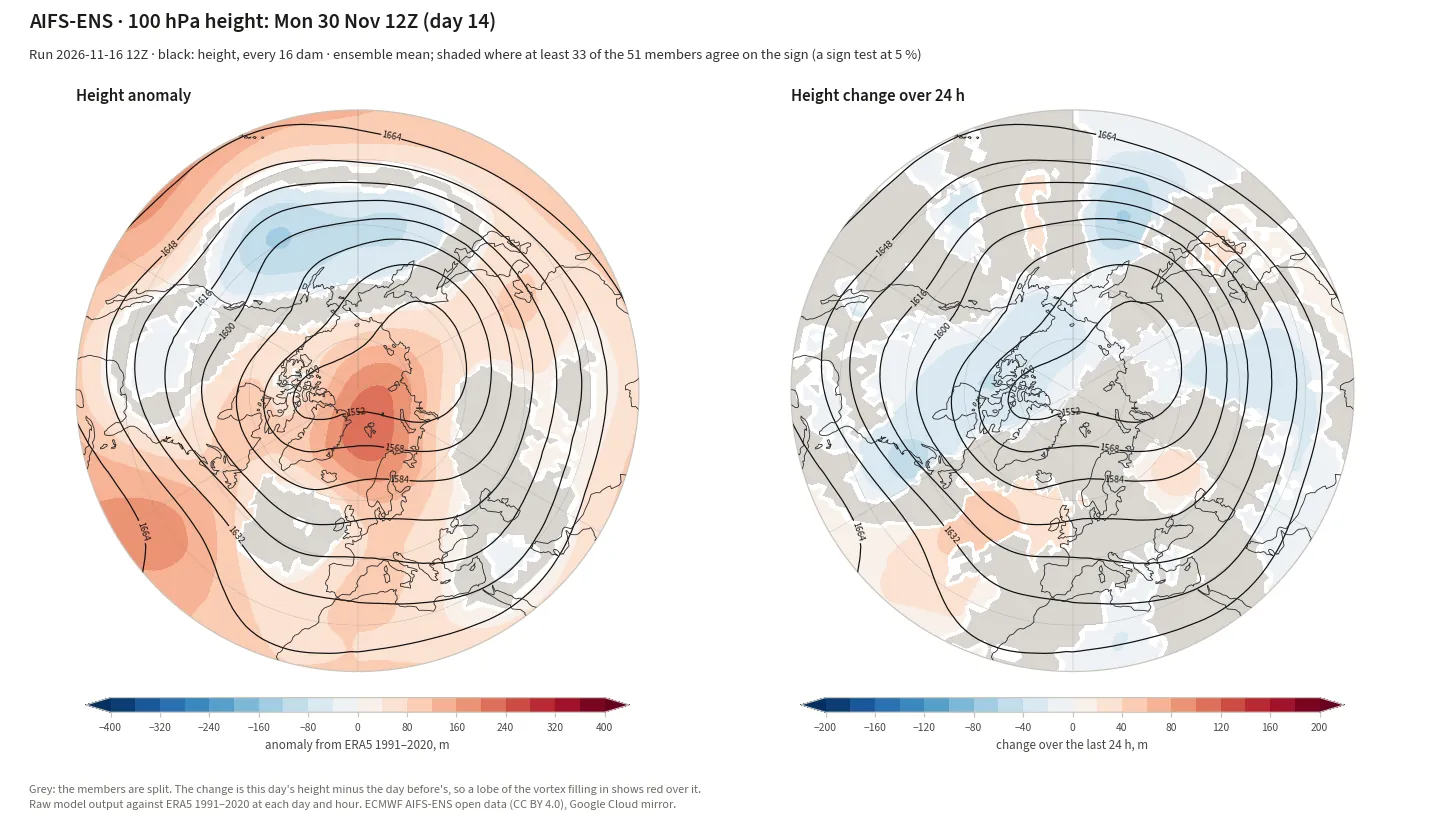 AIFS-ENS · 100 hPa height: Mon 30 Nov 12Z (day 14)
Run 2026-11-16 12Z · black: height, every 16 dam · ensemble mean; shaded where at least 33 of the 51 members agree on the sign (a sign test at 5 %)
Height anomaly
Height change over 24 h
1664
1648
1616
1600
1552
1568
1584
1632
1664
1664
1648
1616
1600
1552
1568
1584
1632
1664
−400 −320 −240 −160 −80 0 80 160 240 320 400
anomaly from ERA5 1991–2020, m
−200 −160 −120 −80 −40 0 40 80 120 160 200
change over the last 24 h, m
Grey: the members are split. The change is this day's height minus the day before's, so a lobe of the vortex filling in shows red over it.
Raw model output against ERA5 1991–2020 at each day and hour. ECMWF AIFS-ENS open data (CC BY 4.0), Google Cloud mirror.